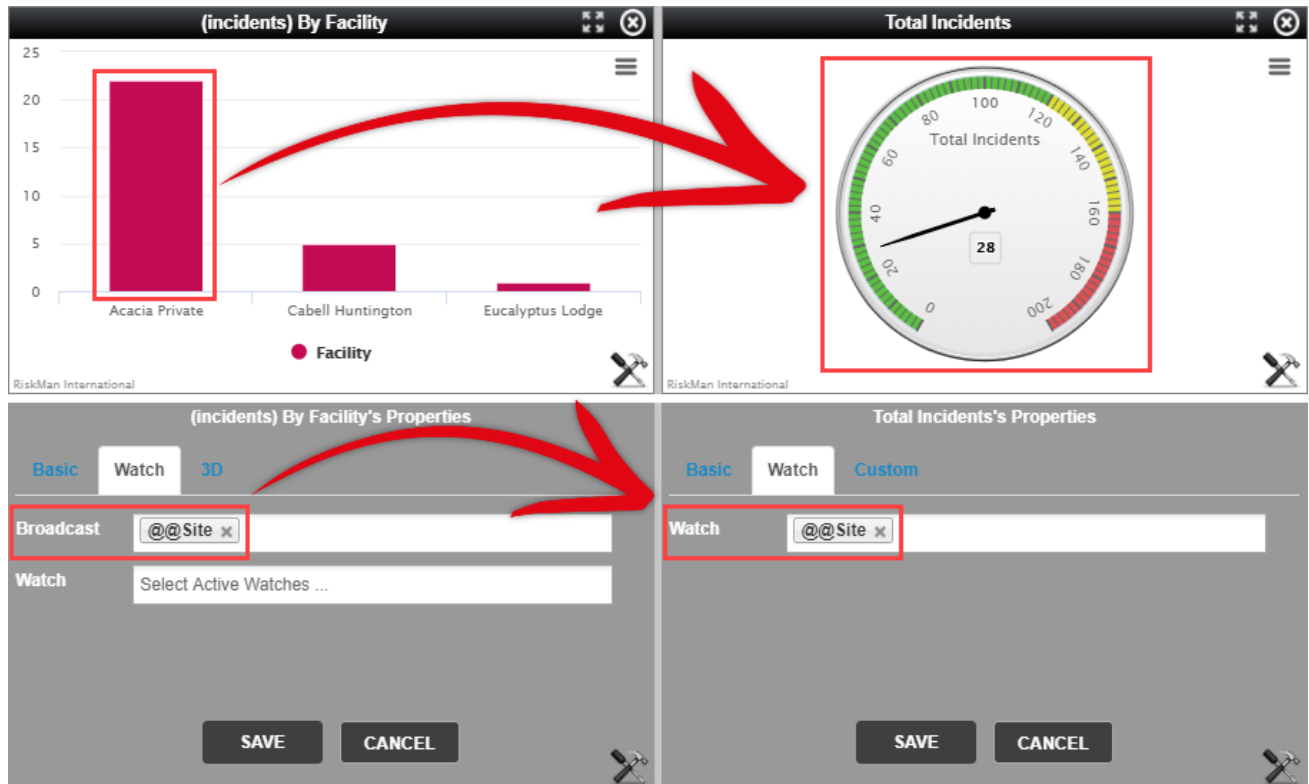 (incidents) By Facility
25
20
15
10
5
0
Acacia Private
Cabell Huntington
Eucalyptus Lodge
Facility
RiskMan International
Total Incidents
0
20
40
60
80
100
120
140
160
180
200
Total Incidents
28
RiskMan International
(incidents) By Facility's Properties
Basic Watch 3D
Broadcast @@Site x
Watch Select Active Watches ...
SAVE CANCEL
Total Incidents's Properties
Basic Watch Custom
Watch @@Site x
SAVE CANCEL